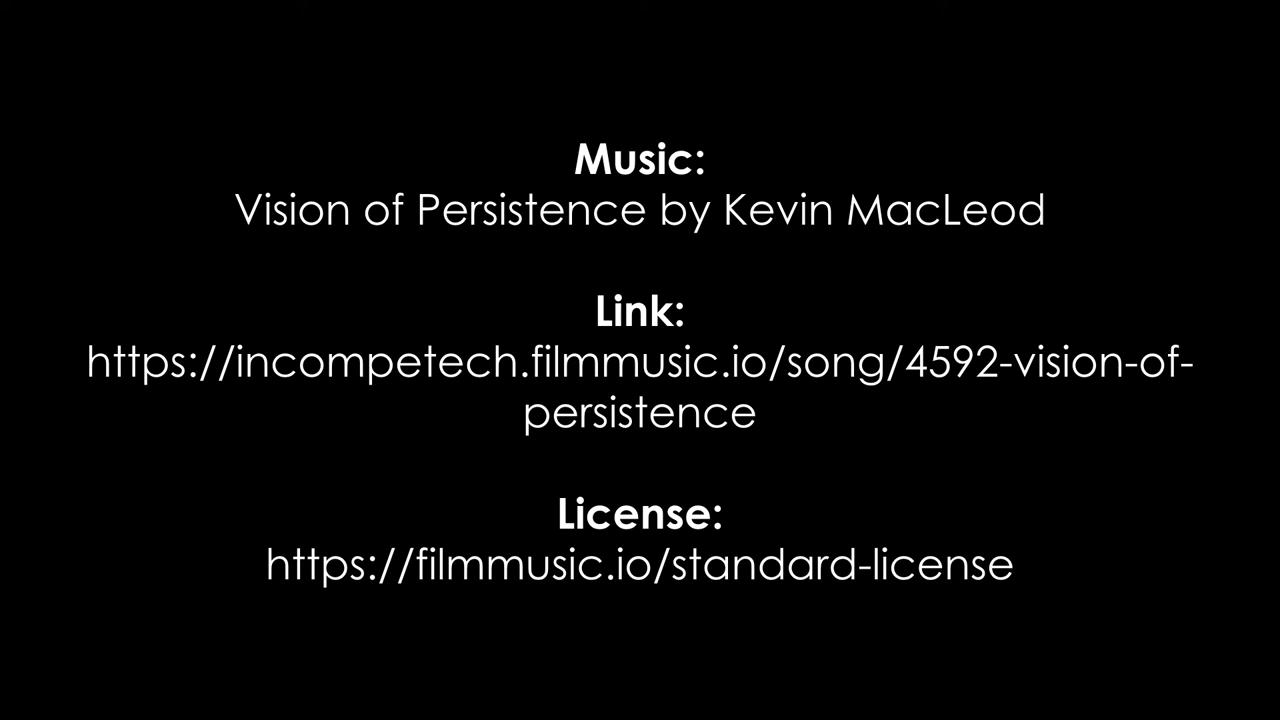 Music:
Vision of Persistence by Kevin MacLeod
Link:
https://incompetech.filmmusic.io/song/4592-vision-of-
persistence
License:
https://filmmusic.io/standard-license